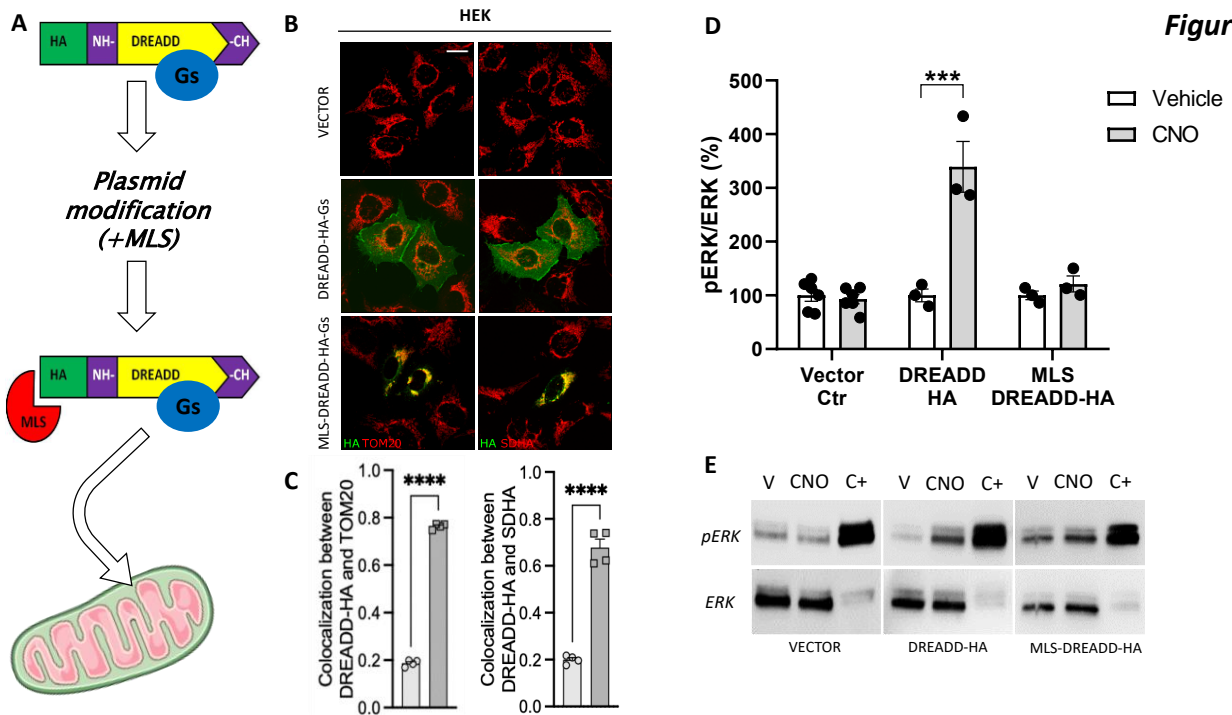 A
HA
NH-
DREADD
-CH
Gs
Plasmid
modification
(+MLS)
HA
NH-
DREADD
-CH
Gs
MLS
B
HEK
VECTOR
DREADD-HA-Gs
MLS-DREADD-HA-Gs
HA TOM20
HA SDHA
C
Colocalization between
DREADD-HA and TOM20
1.0
0.8
0.6
0.4
0.2
0.0
****
Colocalization between
DREADD-HA and SDHA
1.0
0.8
0.6
0.4
0.2
0.0
****
D
Figur
pERK/ERK (%)
500
400
300
200
100
0
***
Vehicle
CNO
Vector
Ctr
DREADD
HA
MLS
DREADD-HA
E
V CNO C+ V CNO C+ V CNO C+
pERK
ERK
VECTOR DREADD-HA MLS-DREADD-HA